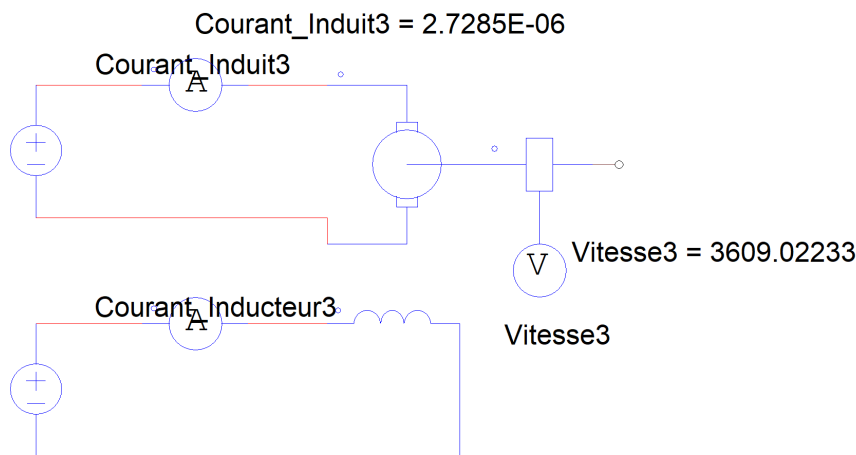 Courant_Induit3 = 2.7285E-06
Courant_Induit3
A
+
V
Vitesse3 = 3609.02233
Courant_Inducteur3
A
Vitesse3
+